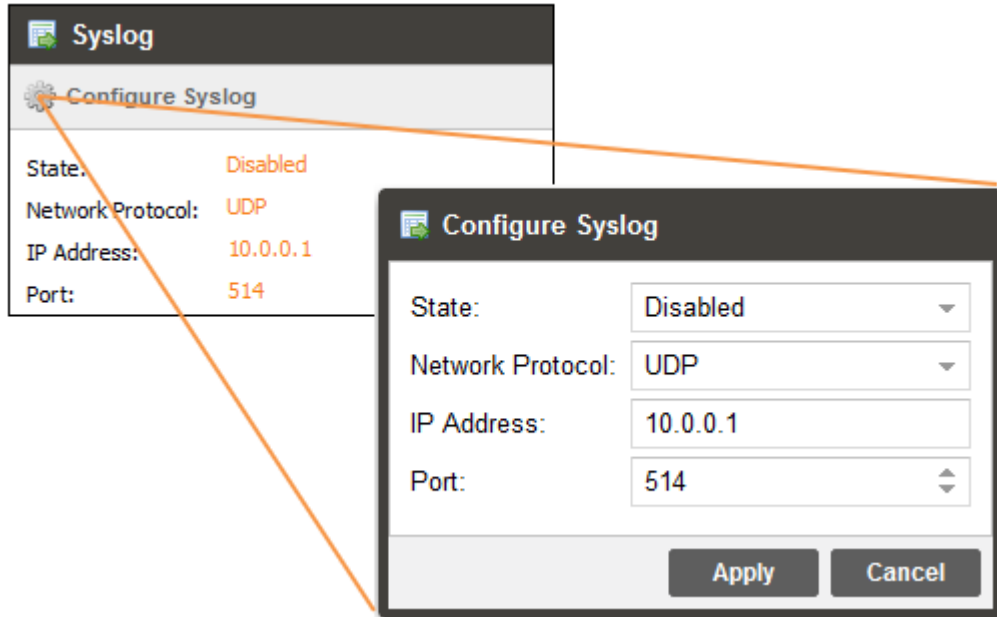 Syslog
Configure Syslog
State: Disabled
Network Protocol: UDP
IP Address: 10.0.0.1
Port: 514
Configure Syslog
State: Disabled
Network Protocol: UDP
IP Address: 10.0.0.1
Port: 514
Apply Cancel